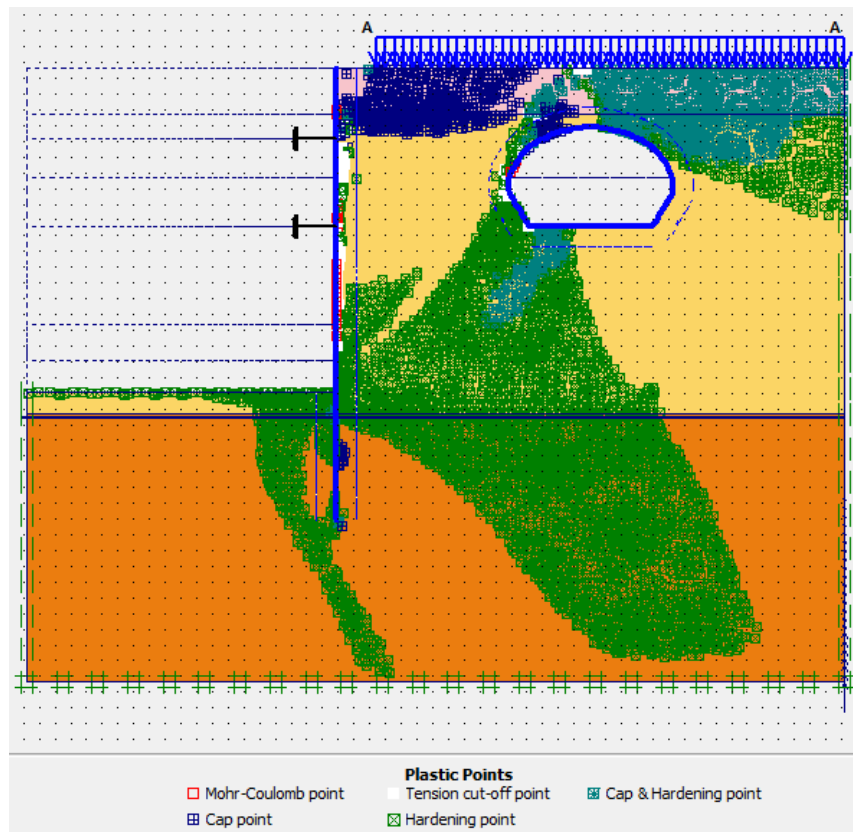 A A
Plastic Points
Mohr-Coulomb point Tension cut-off point Cap & Hardening point
Cap point Hardening point